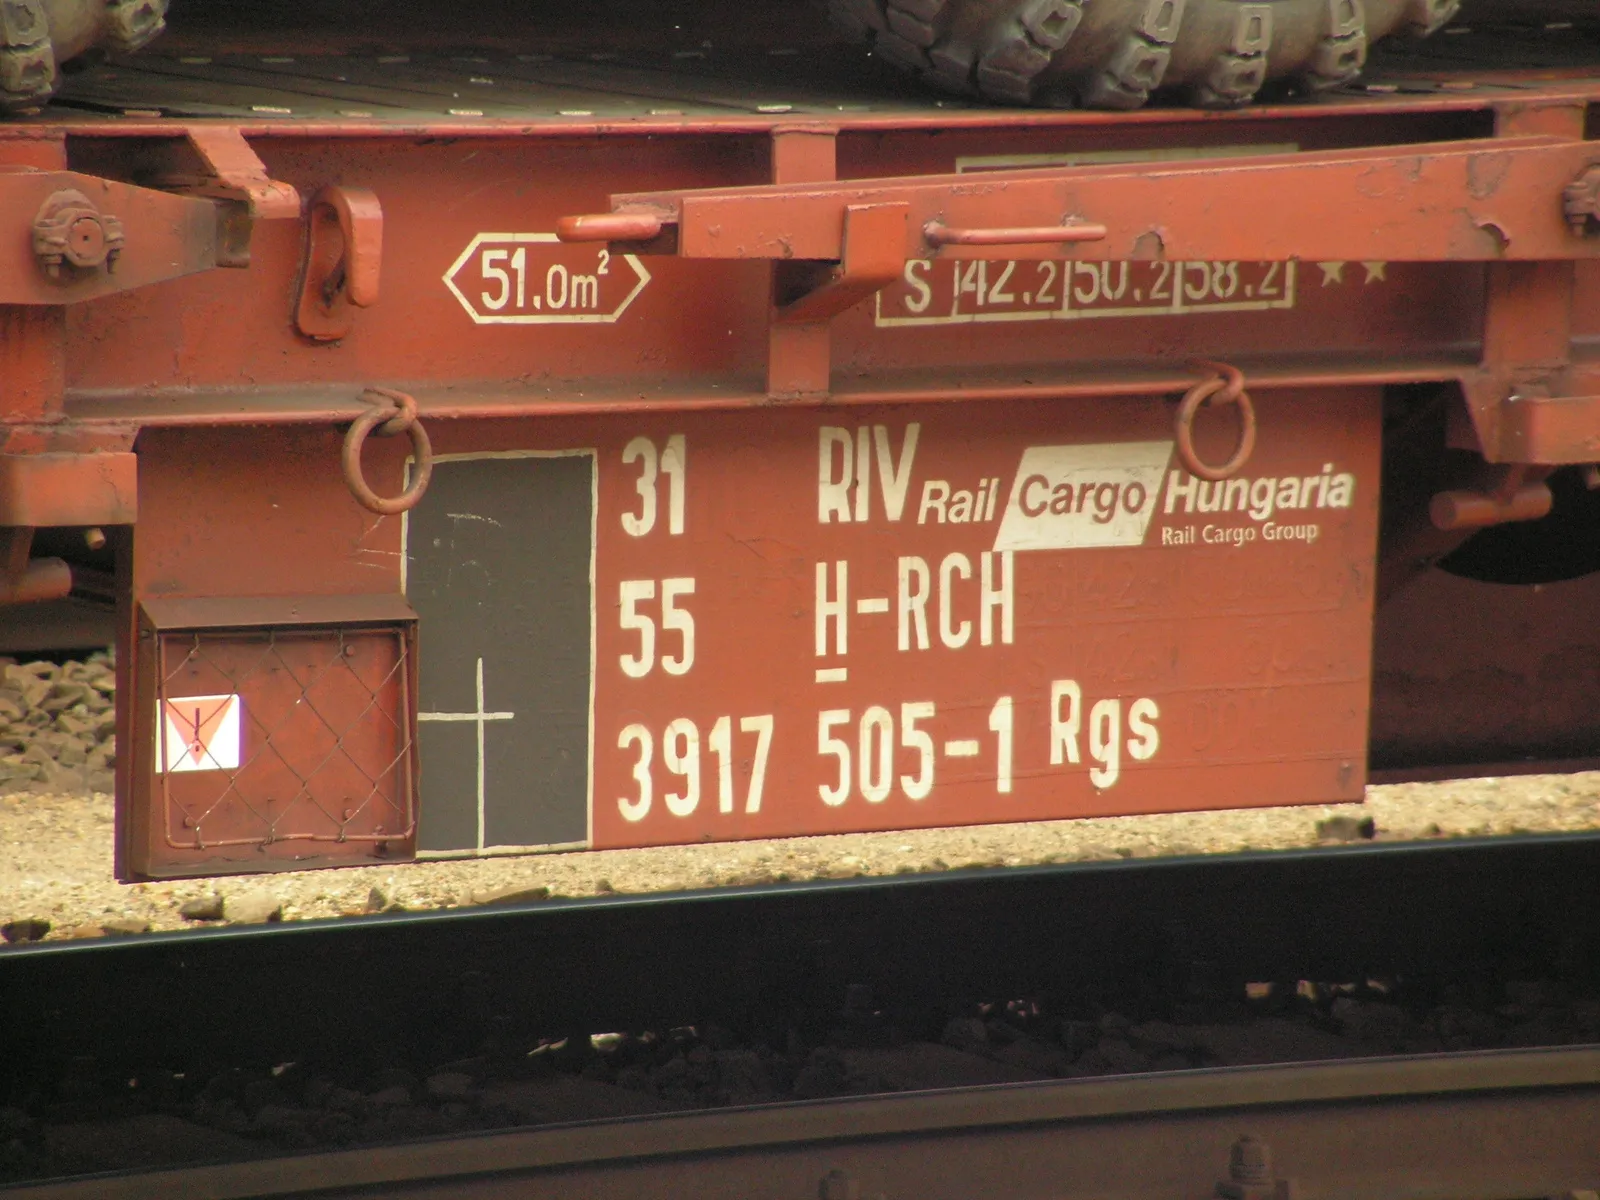 51.0m²
S 42.2 50.2 58.2 ★★
31 RIV Rail Cargo Hungaria
Rail Cargo Group
55 H-RCH
3917 505-1 Rgs
!